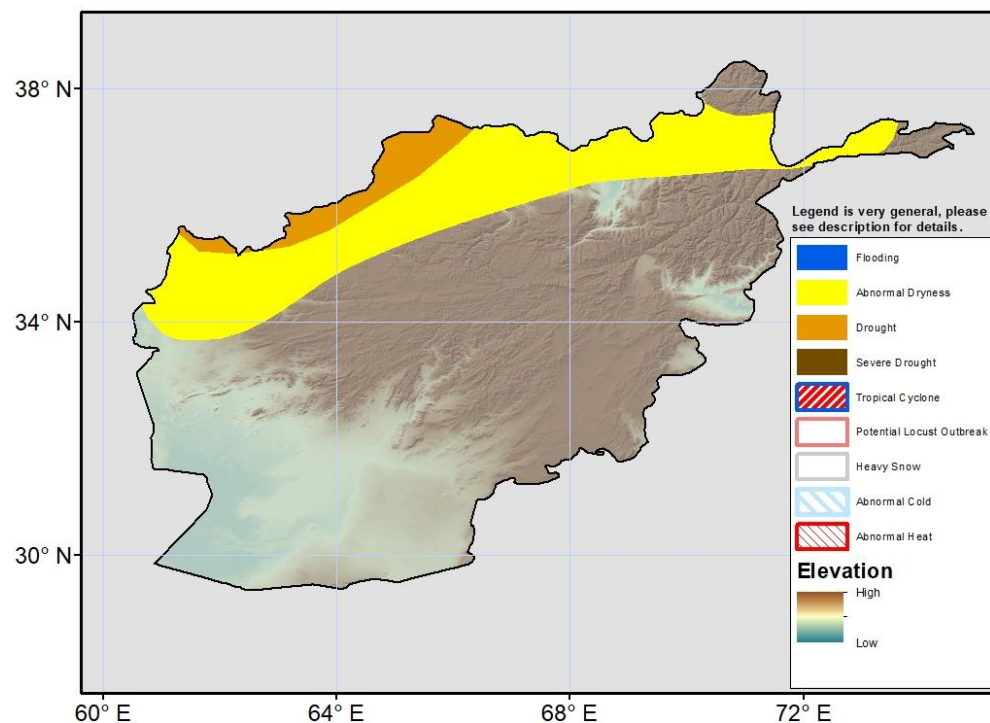 38° N
34° N
30° N
60° E
64° E
68° E
72° E
Legend is very general, please
see description for details.
Flooding
Abnormal Dryness
Drought
Severe Drought
Tropical Cyclone
Potential Locust Outbreak
Heavy Snow
Abnormal Cold
Abnormal Heat
Elevation
High
Low